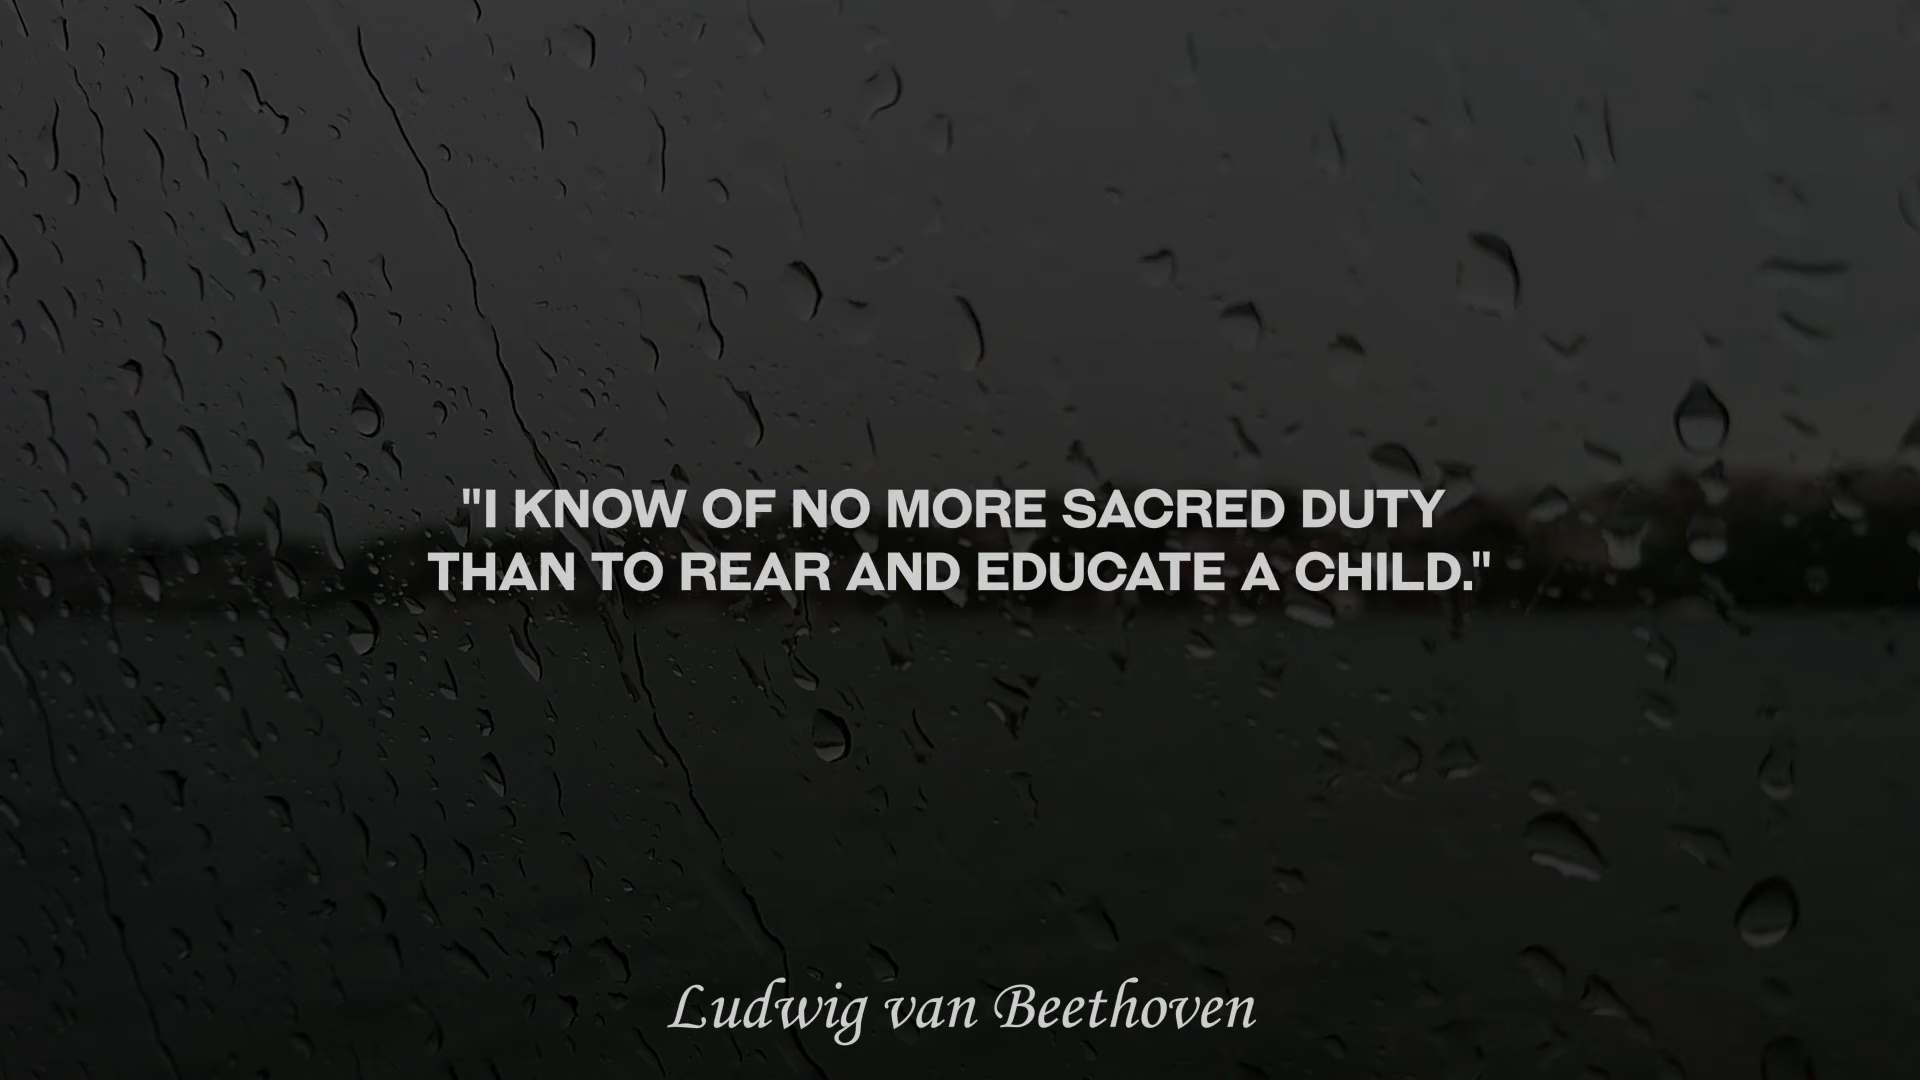 "I KNOW OF NO MORE SACRED DUTY
THAN TO REAR AND EDUCATE A CHILD."
Ludwig van Beethoven